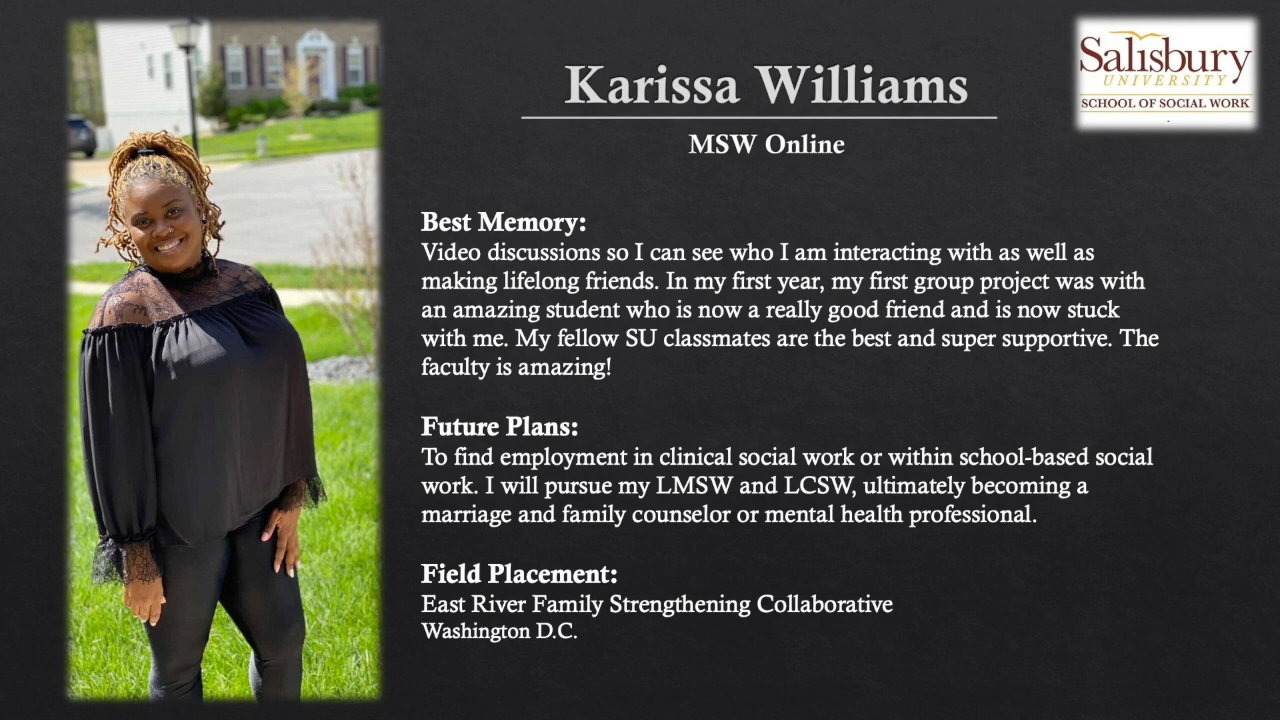 Karissa Williams
Salisbury
UNIVERSITY
SCHOOL OF SOCIAL WORK
MSW Online
Best Memory:
Video discussions so I can see who I am interacting with as well as
making lifelong friends. In my first year, my first group project was with
an amazing student who is now a really good friend and is now stuck
with me. My fellow SU classmates are the best and super supportive. The
faculty is amazing!
Future Plans:
To find employment in clinical social work or within school-based social
work. I will pursue my LMSW and LCSW, ultimately becoming a
marriage and family counselor or mental health professional.
Field Placement:
East River Family Strengthening Collaborative
Washington D.C.